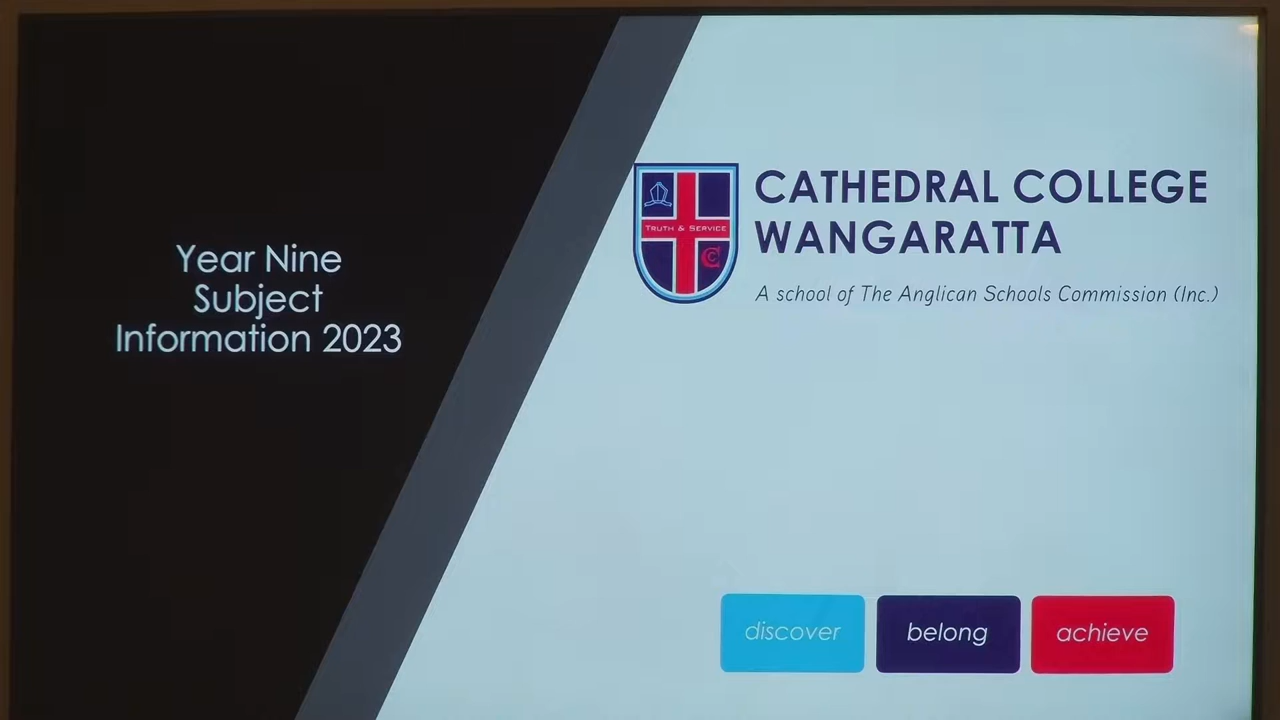 Year Nine
Subject
Information 2023
TRUTH & SERVICE
CC
CATHEDRAL COLLEGE
WANGARATTA
A school of The Anglican Schools Commission (Inc.)
discover
belong
achieve